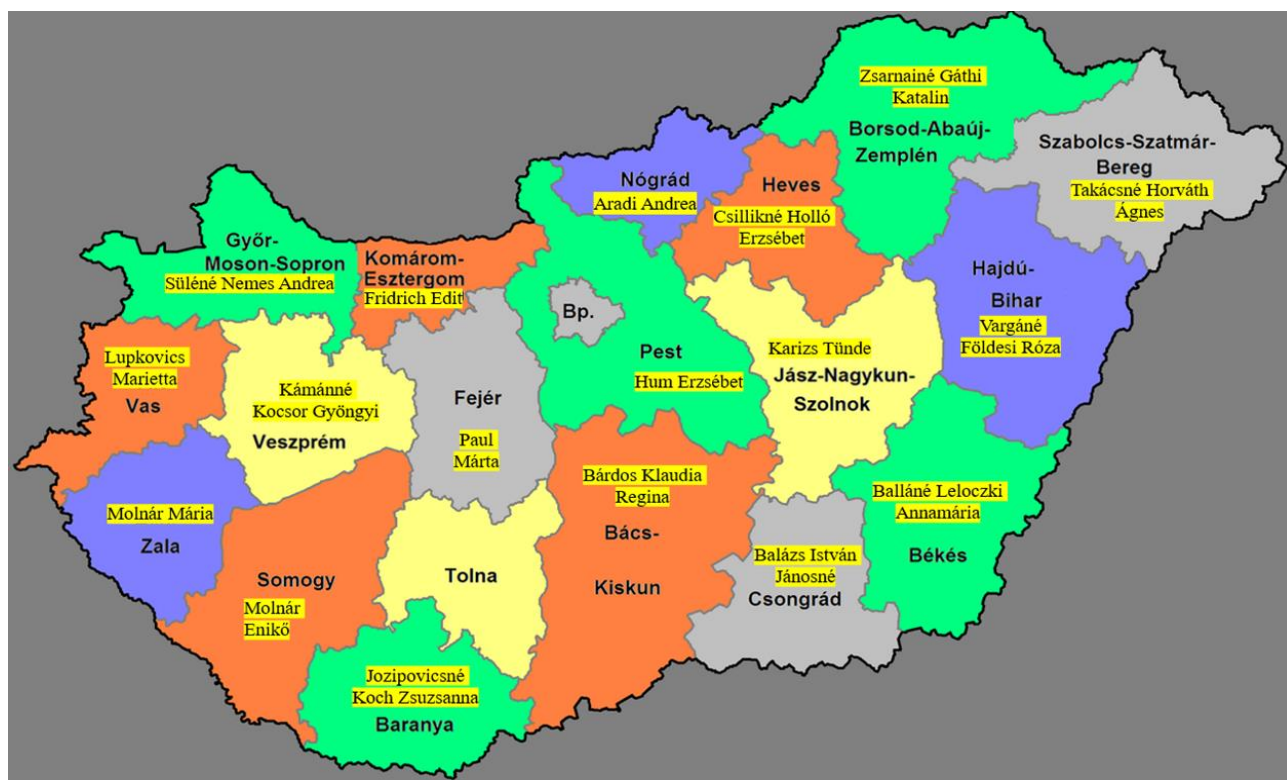 Zsarnainé Gáthi
Katalin
Borsod-Abaúj-
Zemplén
Szabolcs-Szatmár-
Bereg
Takácsné Horváth
Ágnes
Nógrád
Aradi Andrea
Heves
Csillikné Holló
Erzsébet
Győr-
Moson-Sopron
Süléné Nemes Andrea
Komárom-
Esztergom
Fridrich Edit
Hajdú-
Bihar
Vargáné
Földesi Róza
Bp.
Pest
Hum Erzsébet
Karizs Tünde
Jász-Nagykun-
Szolnok
Lupkovics
Marietta
Vas
Kámánné
Kocsor Gyöngyi
Veszprém
Fejér
Paul
Márta
Bárdos Klaudia
Regina
Bács-
Kiskun
Balláné Leloczki
Annamária
Békés
Molnár Mária
Zala
Somogy
Molnár
Enikő
Tolna
Balázs István
Jánosné
Csongrád
Jozipovicsné
Koch Zsuzsanna
Baranya